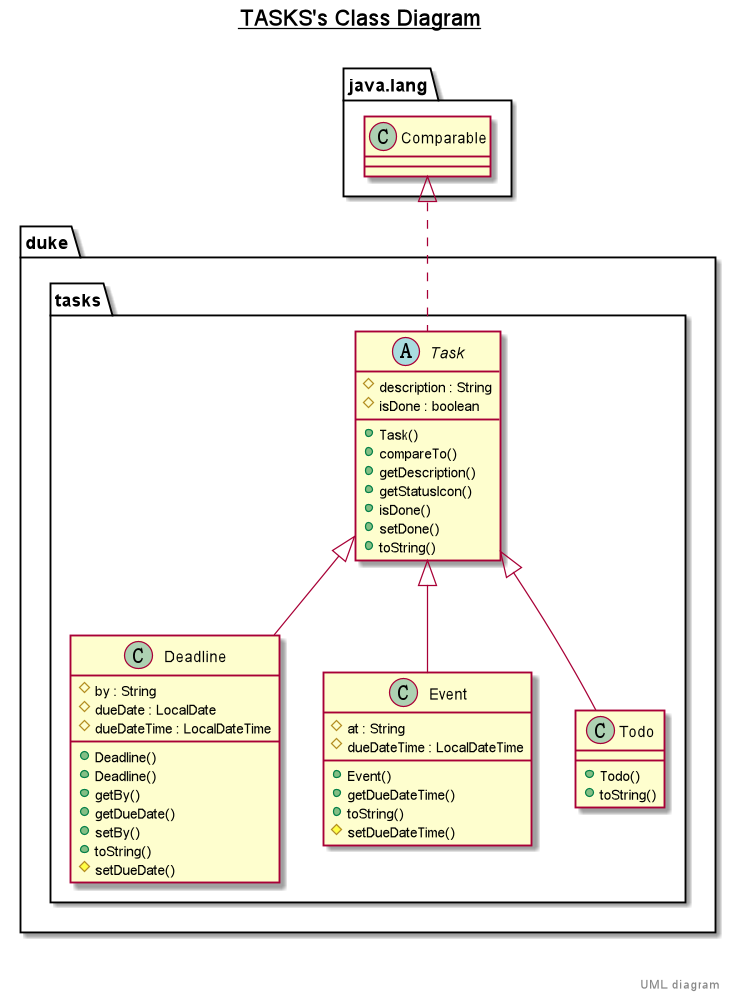 TASKS's Class Diagram
java.lang
C Comparable
duke
tasks
A Task
description : String
isDone : boolean
Task()
compareTo()
getDescription()
getStatusIcon()
isDone()
setDone()
toString()
C Deadline
by : String
dueDate : LocalDate
dueDateTime : LocalDateTime
Deadline()
Deadline()
getBy()
getDueDate()
setBy()
toString()
setDueDate()
C Event
at : String
dueDateTime : LocalDateTime
Event()
getDueDateTime()
toString()
setDueDateTime()
C Todo
Todo()
toString()
UML diagram